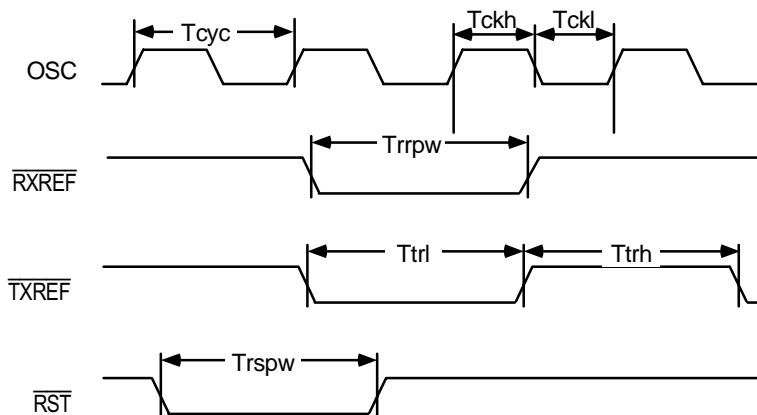 Tcyc Tckh Tckl
OSC
Trrpw
RXREF
Ttrl Ttrh
TXREF
Trspw
RST